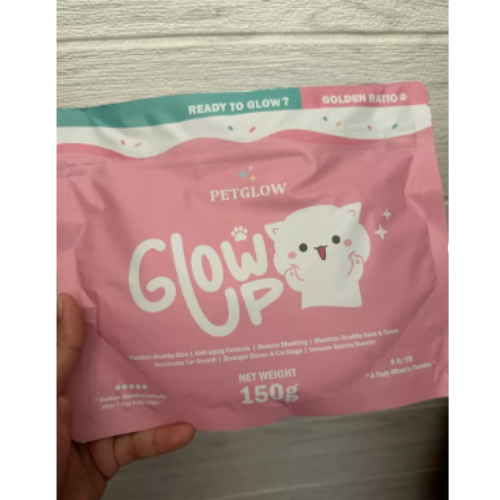 READY TO GLOW?
GOLDEN RATIO
PETGLOW
Glow
UP
Maintain Healthy Skin | Anti-aging Formula | Reduce Shedding | Maintain Healthy Joint & Tissue
Accelerate Fur Growth | Stronger Bones & Cartilage | Immune System Booster
NET WEIGHT
150g
" A Truly Miracle Powder "